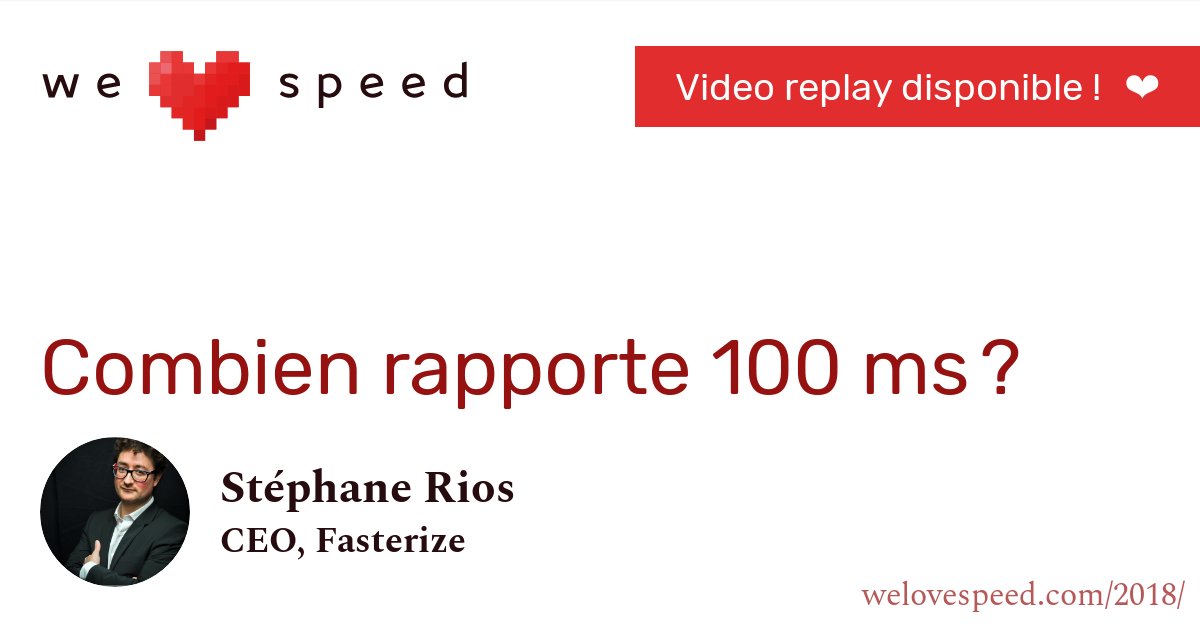 we speed
Video replay disponible ! ❤
Combien rapporte 100 ms ?
Stéphane Rios
CEO, Fasterize
welovespeed.com/2018/